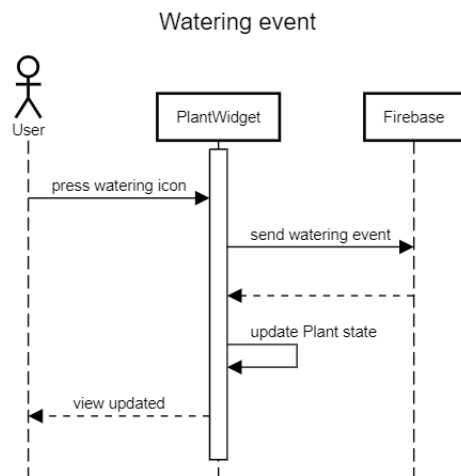 Watering event
User
PlantWidget
Firebase
press watering icon
send watering event
update Plant state
view updated